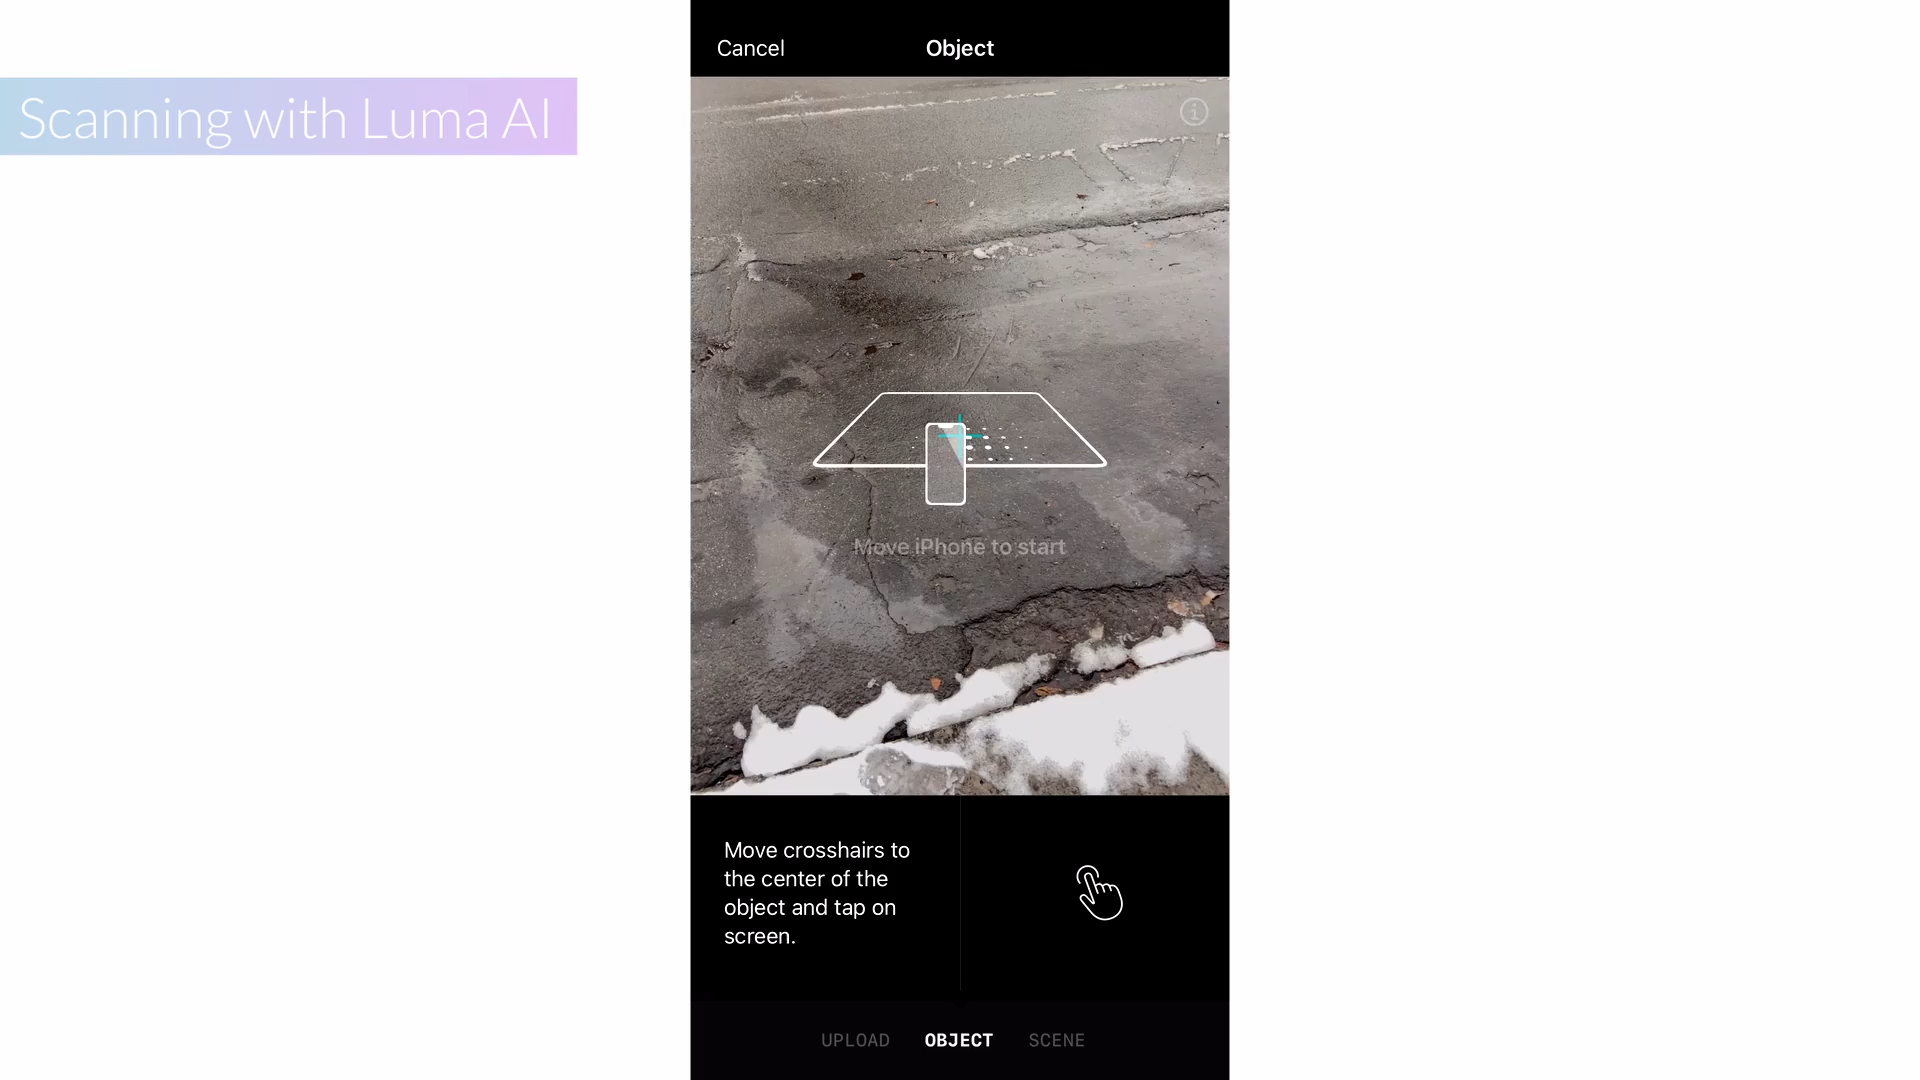 Cancel
Object
Scanning with Luma AI
Move iPhone to start
Move crosshairs to
the center of the
object and tap on
screen.
UPLOAD OBJECT SCENE